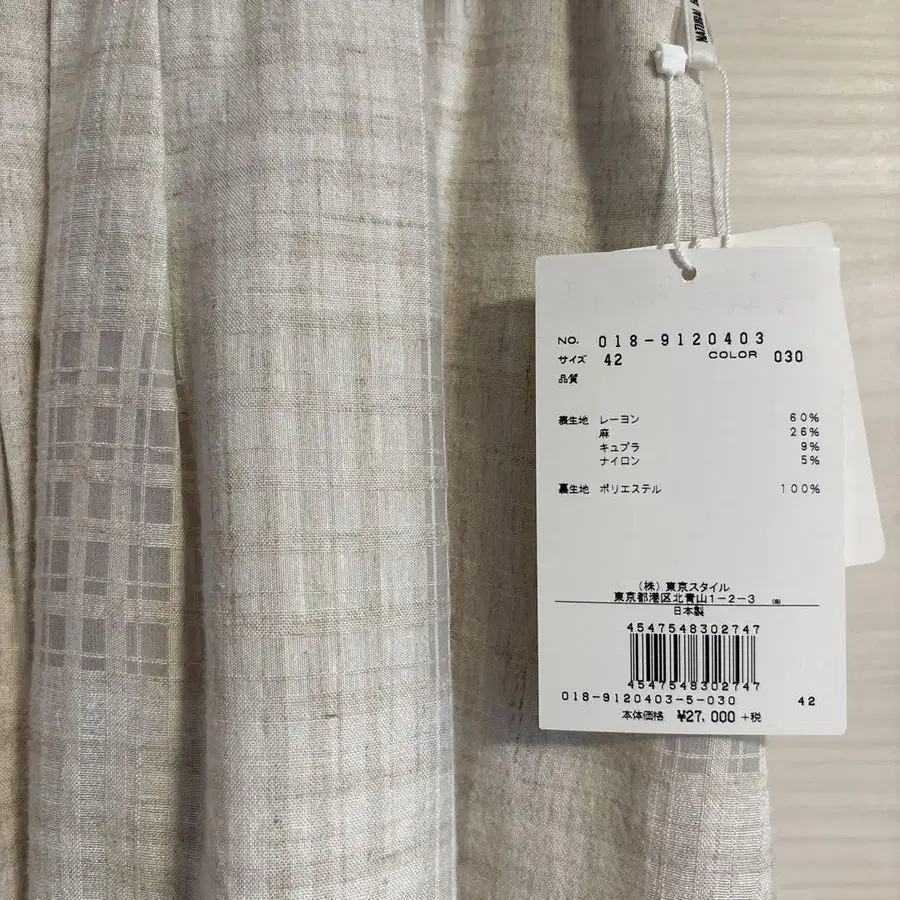 NATURAL
NO. 018-9120403
サイズ 42 COLOR 030
品質
裏生地 レーヨン 60%
麻 26%
キュプラ 9%
ナイロン 5%
裏生地 ポリエステル 100%
(株)東京スタイル
東京都港区北青山1-2-3
日本製
4547548302747
4547548302747
018-9120403-5-030 42
本体価格 ¥27,000 +税